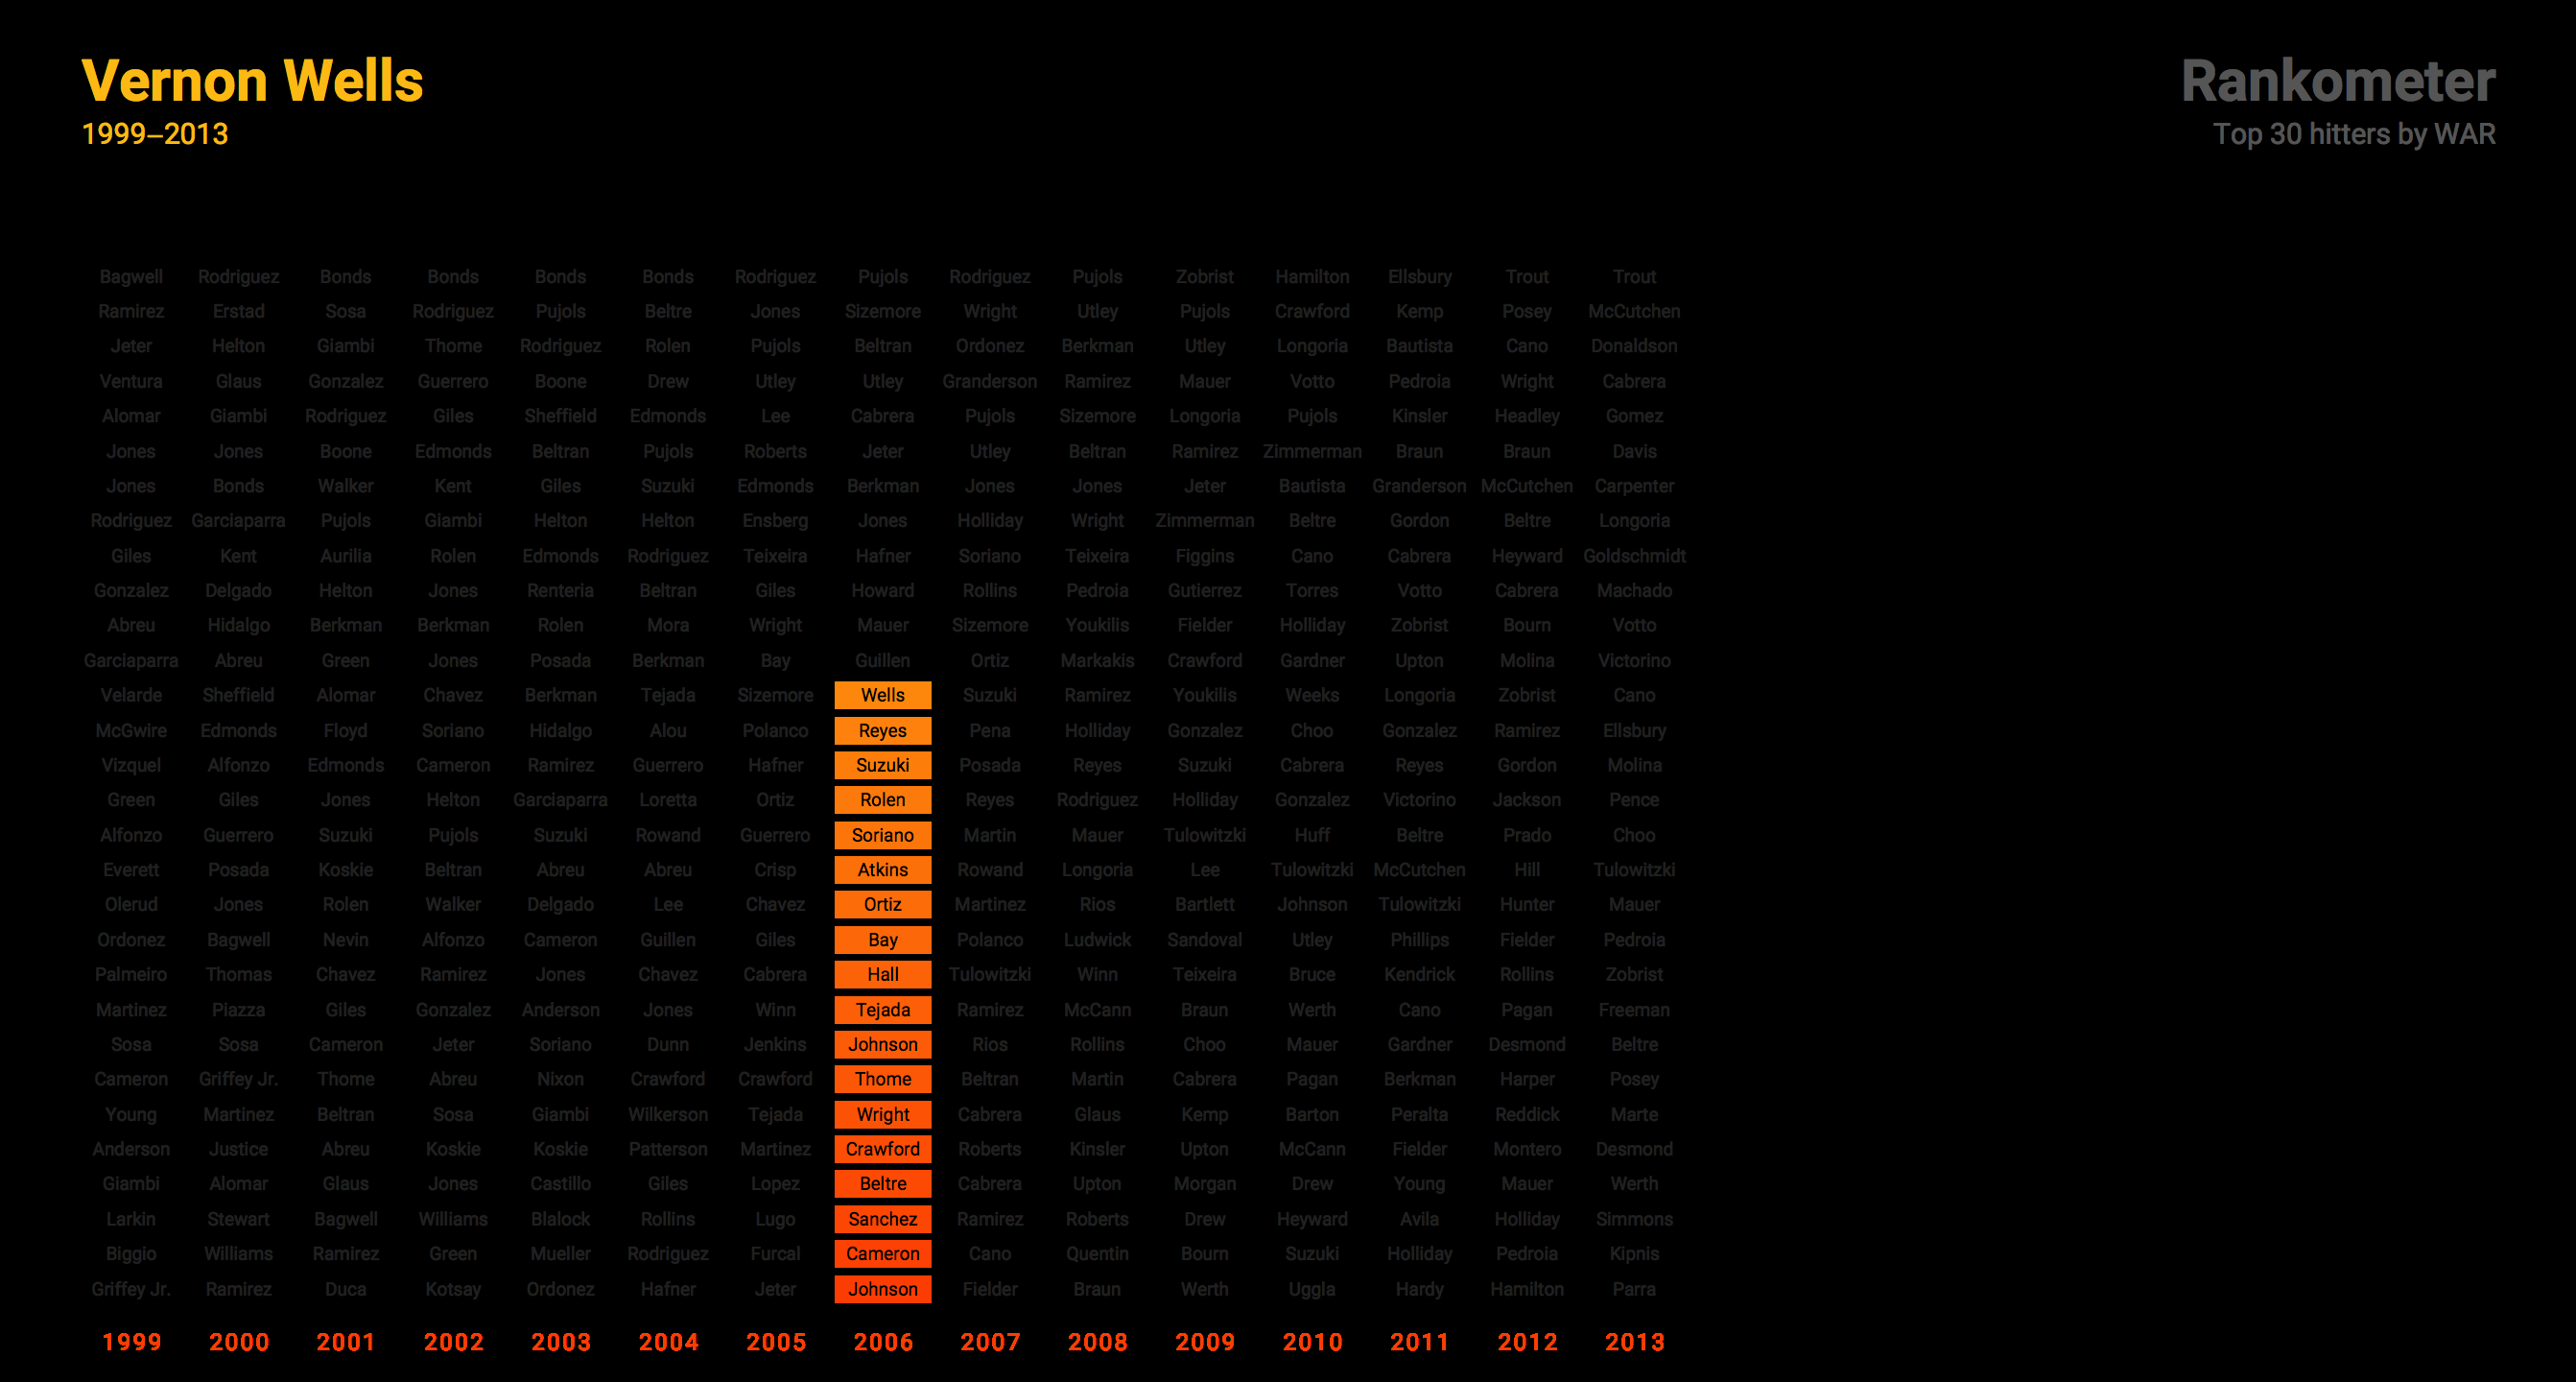 Vernon Wells
1999–2013
Rankometer
Top 30 hitters by WAR
Bagwell Rodriguez Bonds Bonds Bonds Bonds Rodriguez Pujols Rodriguez Pujols Zobrist Hamilton Ellsbury Trout Trout
Ramirez Erstad Sosa Rodriguez Pujols Beltre Jones Sizemore Wright Utley Pujols Crawford Kemp Posey McCutchen
Jeter Helton Giambi Thome Rodriguez Rolen Pujols Beltran Ordonez Berkman Utley Longoria Bautista Cano Donaldson
Ventura Glaus Gonzalez Guerrero Boone Drew Utley Utley Granderson Ramirez Mauer Votto Pedroia Wright Cabrera
Alomar Giambi Rodriguez Giles Sheffield Edmonds Lee Cabrera Pujols Sizemore Longoria Pujols Kinsler Headley Gomez
Jones Jones Boone Edmonds Beltran Pujols Roberts Jeter Utley Beltran Ramirez Zimmerman Braun Braun Davis
Jones Bonds Walker Kent Giles Suzuki Edmonds Berkman Jones Jones Jeter Bautista Granderson McCutchen Carpenter
Rodriguez Garciaparra Pujols Giambi Helton Helton Ensberg Jones Holliday Wright Zimmerman Beltre Gordon Beltre Longoria
Giles Kent Aurilia Rolen Edmonds Rodriguez Teixeira Hafner Soriano Teixeira Figgins Cano Cabrera Heyward Goldschmidt
Gonzalez Delgado Helton Jones Renteria Beltran Giles Howard Rollins Pedroia Gutierrez Torres Votto Cabrera Machado
Abreu Hidalgo Berkman Berkman Rolen Mora Wright Mauer Sizemore Youkilis Fielder Holliday Zobrist Bourn Votto
Garciaparra Abreu Green Jones Posada Berkman Bay Guillen Ortiz Markakis Crawford Gardner Upton Molina Victorino
Velarde Sheffield Alomar Chavez Berkman Tejada Sizemore Wells Suzuki Ramirez Youkilis Weeks Longoria Zobrist Cano
McGwire Edmonds Floyd Soriano Hidalgo Alou Polanco Reyes Pena Holliday Gonzalez Choo Gonzalez Ramirez Ellsbury
Vizquel Alfonzo Edmonds Cameron Ramirez Guerrero Hafner Suzuki Posada Reyes Suzuki Cabrera Reyes Gordon Molina
Green Giles Jones Helton Garciaparra Loretta Ortiz Rolen Reyes Rodriguez Holliday Gonzalez Victorino Jackson Pence
Alfonzo Guerrero Suzuki Pujols Suzuki Rowand Guerrero Soriano Martin Mauer Tulowitzki Huff Beltre Prado Choo
Everett Posada Koskie Beltran Abreu Abreu Crisp Atkins Rowand Longoria Lee Tulowitzki McCutchen Hill Tulowitzki
Olerud Jones Rolen Walker Delgado Lee Chavez Ortiz Martinez Rios Bartlett Johnson Tulowitzki Hunter Mauer
Ordonez Bagwell Nevin Alfonzo Cameron Guillen Giles Bay Polanco Ludwick Sandoval Utley Phillips Fielder Pedroia
Palmeiro Thomas Chavez Ramirez Jones Chavez Cabrera Hall Tulowitzki Winn Teixeira Bruce Kendrick Rollins Zobrist
Martinez Piazza Giles Gonzalez Anderson Jones Winn Tejada Ramirez McCann Braun Werth Cano Pagan Freeman
Sosa Sosa Cameron Jeter Soriano Dunn Jenkins Johnson Rios Rollins Choo Mauer Gardner Desmond Beltre
Cameron Griffey Jr. Thome Abreu Nixon Crawford Crawford Thome Beltran Martin Cabrera Pagan Berkman Harper Posey
Young Martinez Beltran Sosa Giambi Wilkerson Tejada Wright Cabrera Glaus Kemp Barton Peralta Reddick Marte
Anderson Justice Abreu Koskie Koskie Patterson Martinez Crawford Roberts Kinsler Upton McCann Fielder Montero Desmond
Giambi Alomar Glaus Jones Castillo Giles Lopez Beltre Cabrera Upton Morgan Drew Young Mauer Werth
Larkin Stewart Bagwell Williams Blalock Rollins Lugo Sanchez Ramirez Roberts Drew Heyward Avila Holliday Simmons
Biggio Williams Ramirez Green Mueller Rodriguez Furcal Cameron Cano Quentin Bourn Suzuki Holliday Pedroia Kipnis
Griffey Jr. Ramirez Duca Kotsay Ordonez Hafner Jeter Johnson Fielder Braun Werth Uggla Hardy Hamilton Parra
1999 2000 2001 2002 2003 2004 2005 2006 2007 2008 2009 2010 2011 2012 2013